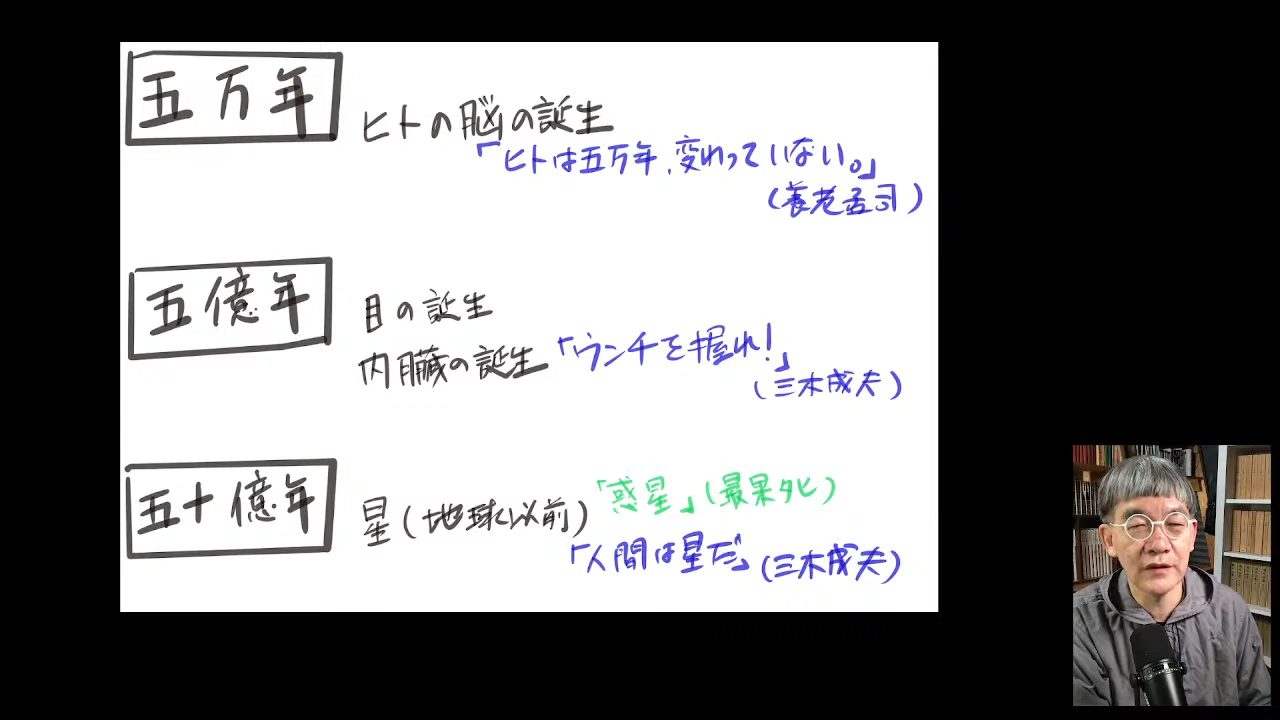 五万年
ヒトの脳の誕生
「ヒトは五万年、変わっていない。」
(養老孟司)
五億年
目の誕生
内臓の誕生 「ウンチを握れ!」
(三木成夫)
五十億年
星(地球以前) 「惑星」(最果タヒ)
「人間は星だ」(三木成夫)